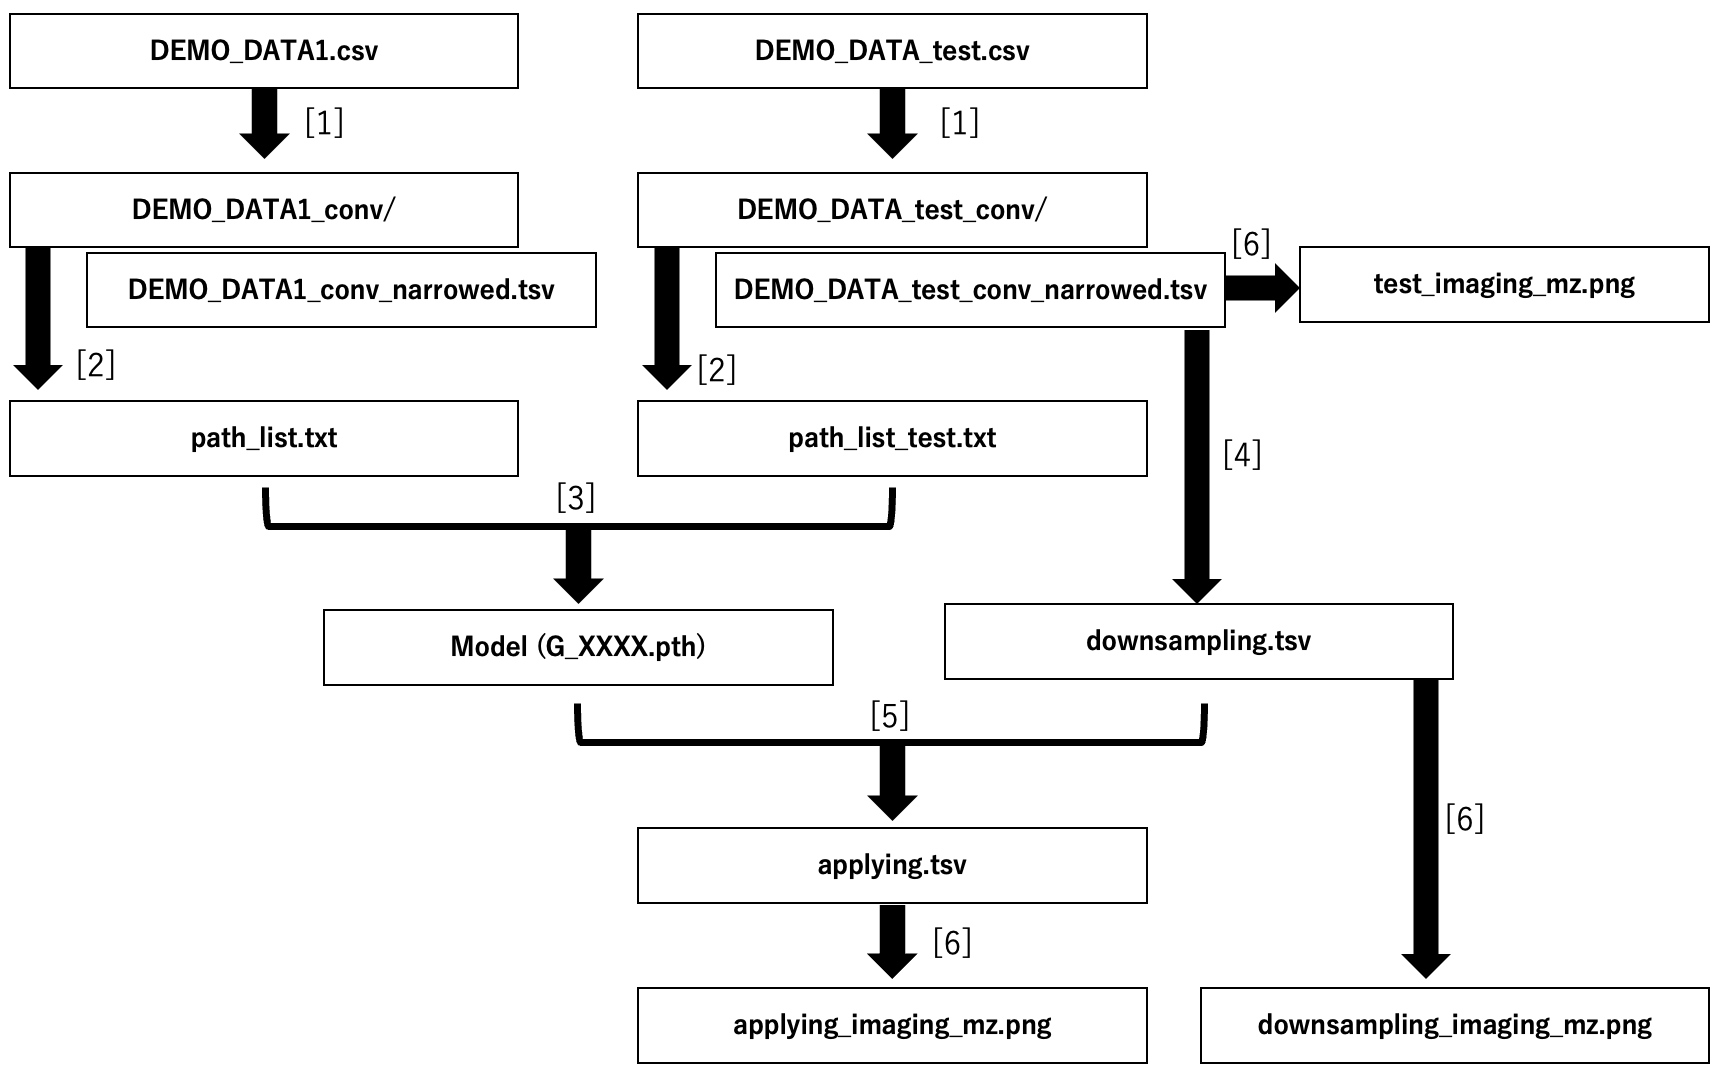 DEMO_DATA1.csv
DEMO_DATA_test.csv
[1]
[1]
DEMO_DATA1_conv/
DEMO_DATA_test_conv/
[6]
DEMO_DATA1_conv_narrowed.tsv
DEMO_DATA_test_conv_narrowed.tsv
test_imaging_mz.png
[2]
[2]
path_list.txt
path_list_test.txt
[4]
[3]
Model (G_XXXX.pth)
downsampling.tsv
[5]
[6]
applying.tsv
[6]
applying_imaging_mz.png
downsampling_imaging_mz.png